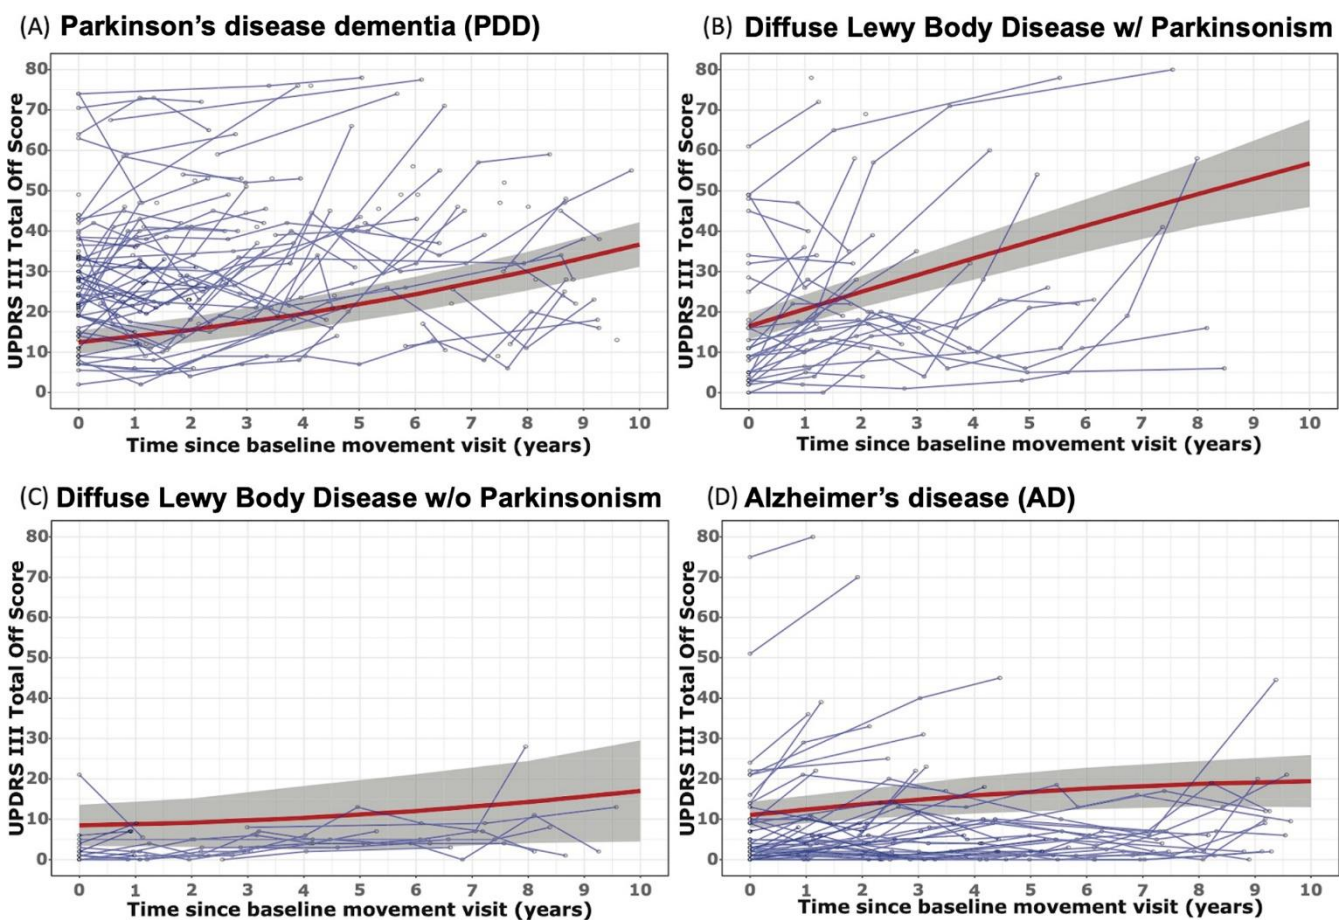 (A) Parkinson's disease dementia (PDD)
UPDRS III Total Off Score
80
70
60
50
40
30
20
10
0
0 1 2 3 4 5 6 7 8 9 10
Time since baseline movement visit (years)
(B) Diffuse Lewy Body Disease w/ Parkinsonism
UPDRS III Total Off Score
80
70
60
50
40
30
20
10
0
0 1 2 3 4 5 6 7 8 9 10
Time since baseline movement visit (years)
(C) Diffuse Lewy Body Disease w/o Parkinsonism
UPDRS III Total Off Score
80
70
60
50
40
30
20
10
0
0 1 2 3 4 5 6 7 8 9 10
Time since baseline movement visit (years)
(D) Alzheimer's disease (AD)
UPDRS III Total Off Score
80
70
60
50
40
30
20
10
0
0 1 2 3 4 5 6 7 8 9 10
Time since baseline movement visit (years)